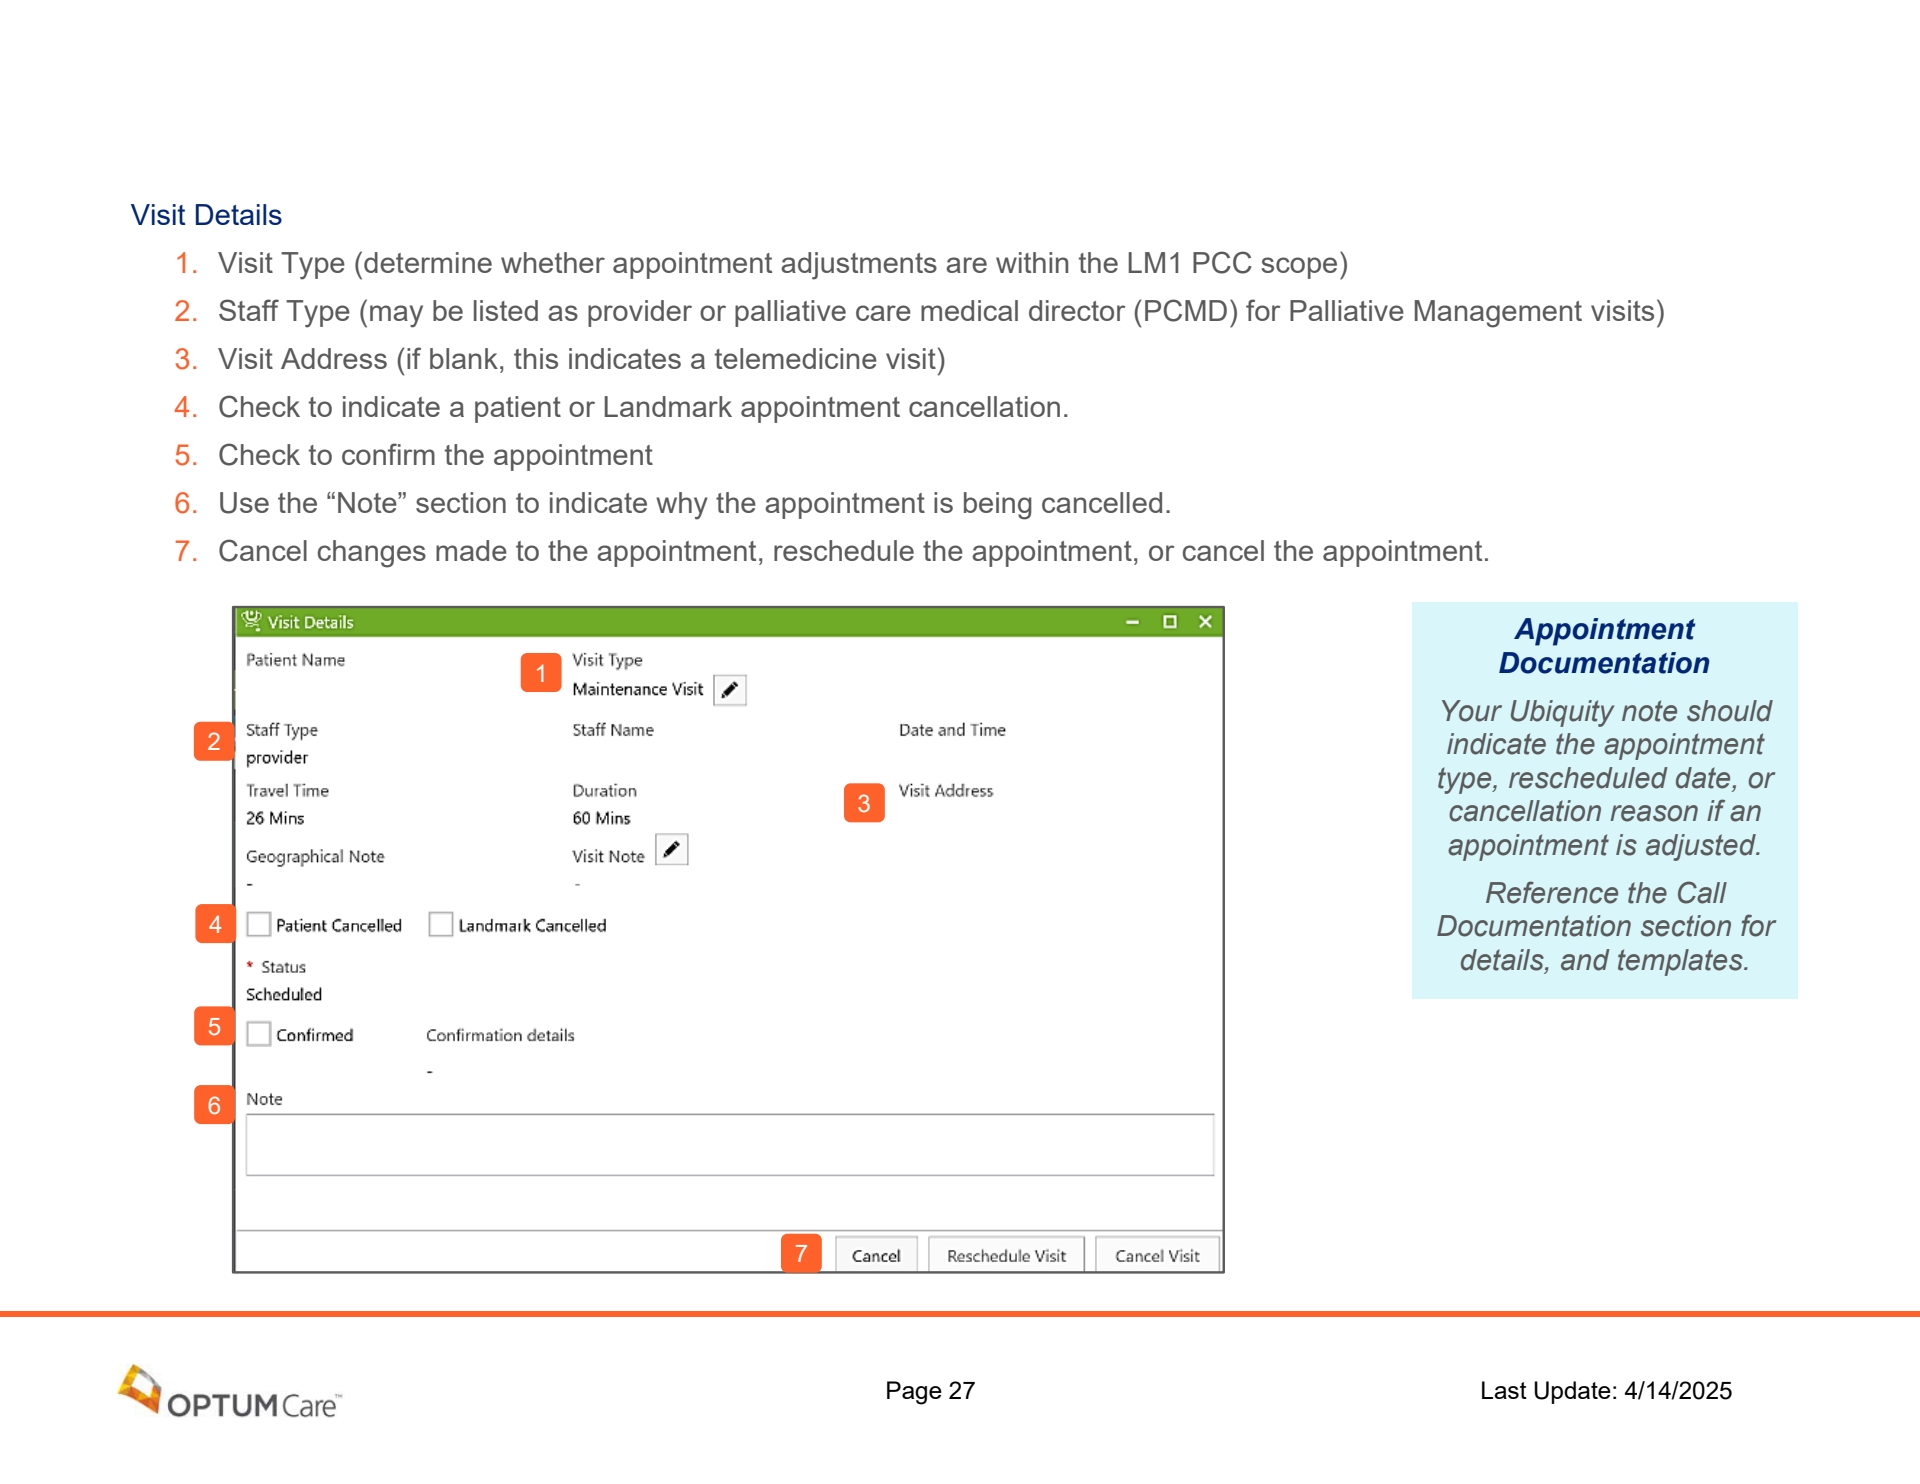 Visit Details
1. Visit Type (determine whether appointment adjustments are within the LM1 PCC scope)
2. Staff Type (may be listed as provider or palliative care medical director (PCMD) for Palliative Management visits)
3. Visit Address (if blank, this indicates a telemedicine visit)
4. Check to indicate a patient or Landmark appointment cancellation.
5. Check to confirm the appointment
6. Use the “Note” section to indicate why the appointment is being cancelled.
7. Cancel changes made to the appointment, reschedule the appointment, or cancel the appointment.
Visit Details
Patient Name
1
Visit Type
Maintenance Visit
2
Staff Type
provider
Staff Name
Date and Time
Travel Time
26 Mins
Duration
60 Mins
3
Visit Address
Geographical Note
-
Visit Note
-
4
Patient Cancelled
Landmark Cancelled
* Status
Scheduled
5
Confirmed
Confirmation details
-
6
Note
7
Cancel
Reschedule Visit
Cancel Visit
Appointment
Documentation
Your Ubiquity note should
indicate the appointment
type, rescheduled date, or
cancellation reason if an
appointment is adjusted.
Reference the Call
Documentation section for
details, and templates.
OPTUM Care™
Page 27
Last Update: 4/14/2025